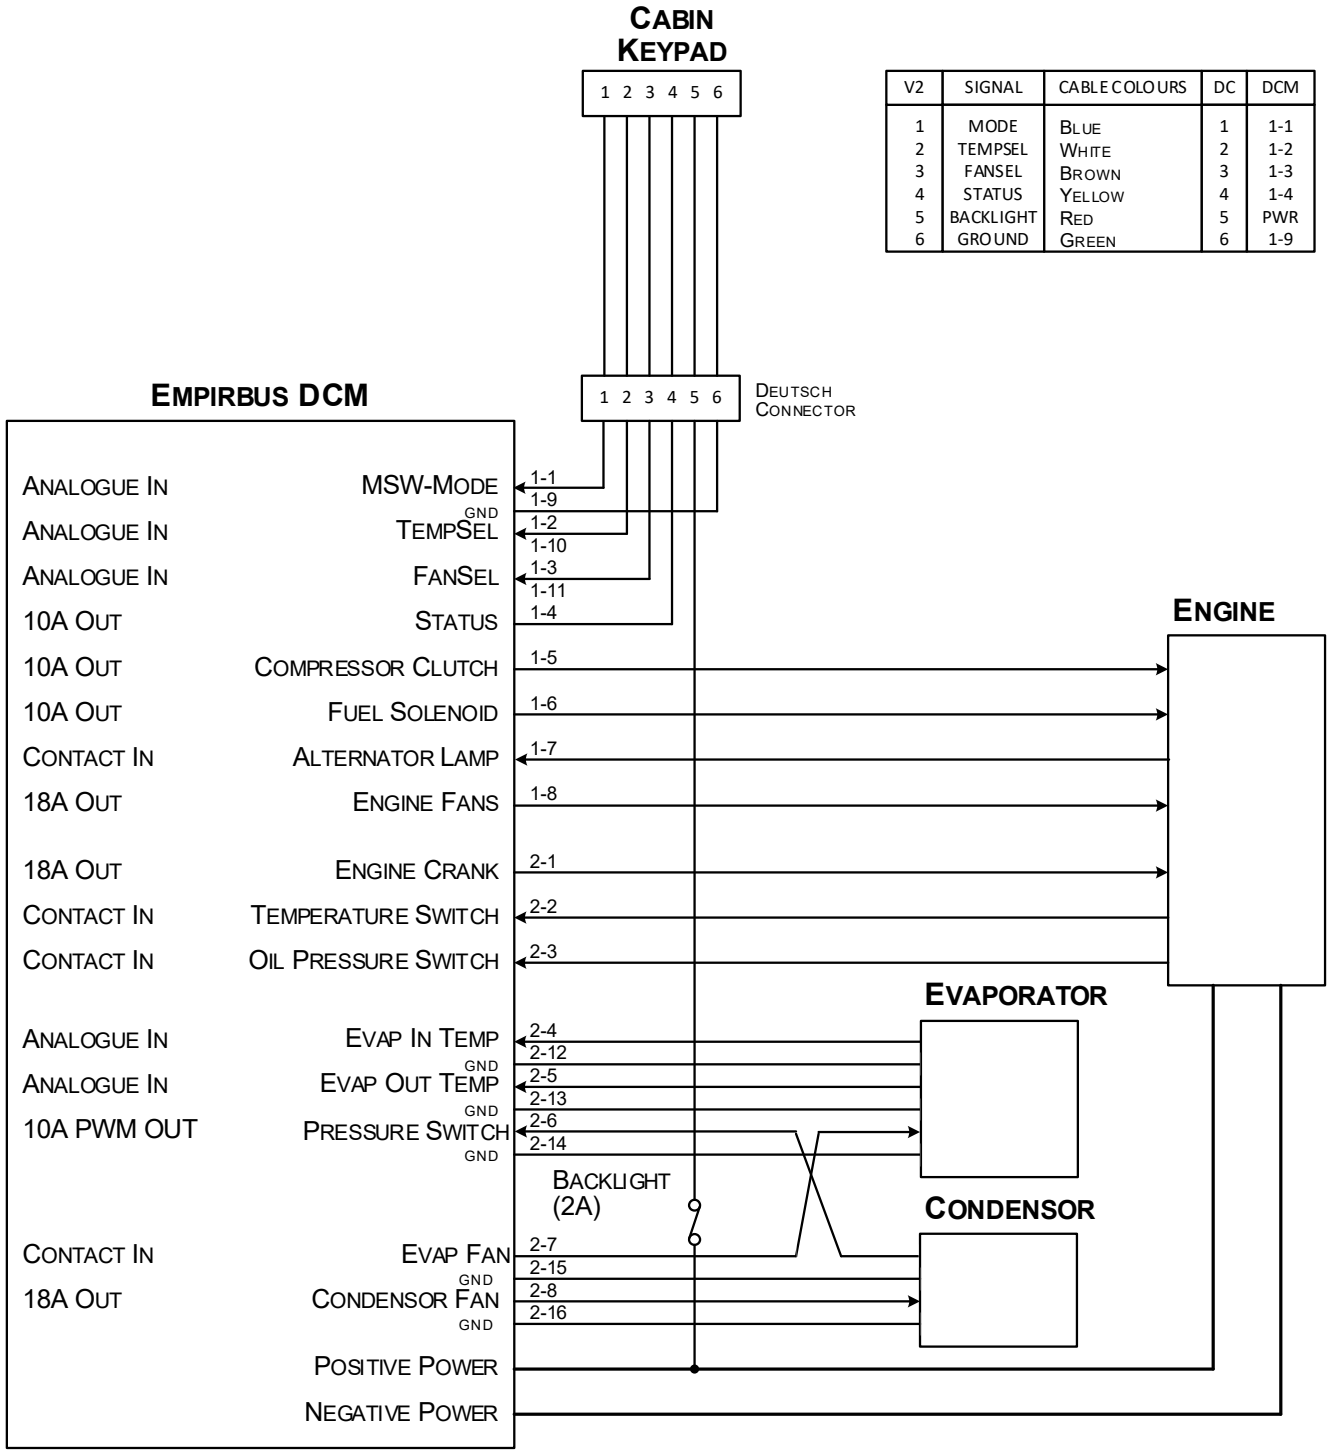 CABIN
KEYPAD
1 2 3 4 5 6
V2 SIGNAL CABLE COLOURS DC DCM
1 MODE BLUE 1 1-1
2 TEMPSEL WHITE 2 1-2
3 FANSEL BROWN 3 1-3
4 STATUS YELLOW 4 1-4
5 BACKLIGHT RED 5 PWR
6 GROUND GREEN 6 1-9
1 2 3 4 5 6
DEUTSCH
CONNECTOR
EMPIRBUS DCM
ANALOGUE IN MSW-MODE 1-1
GND 1-9
ANALOGUE IN TEMPSEL 1-2
1-10
ANALOGUE IN FANSEL 1-3
1-11
10A OUT STATUS 1-4
ENGINE
10A OUT COMPRESSOR CLUTCH 1-5
10A OUT FUEL SOLENOID 1-6
CONTACT IN ALTERNATOR LAMP 1-7
18A OUT ENGINE FANS 1-8
18A OUT ENGINE CRANK 2-1
CONTACT IN TEMPERATURE SWITCH 2-2
CONTACT IN OIL PRESSURE SWITCH 2-3
EVAPORATOR
ANALOGUE IN EVAP IN TEMP 2-4
GND 2-12
ANALOGUE IN EVAP OUT TEMP 2-5
GND 2-13
10A PWM OUT PRESSURE SWITCH 2-6
GND 2-14
BACKLIGHT
(2A)
CONDENSOR
CONTACT IN EVAP FAN 2-7
GND 2-15
18A OUT CONDENSOR FAN 2-8
GND 2-16
POSITIVE POWER
NEGATIVE POWER